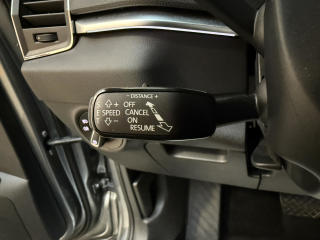 - DISTANCE +
S ⇧ + OFF
E SPEED CANCEL
T ⇩ - ON
RESUME